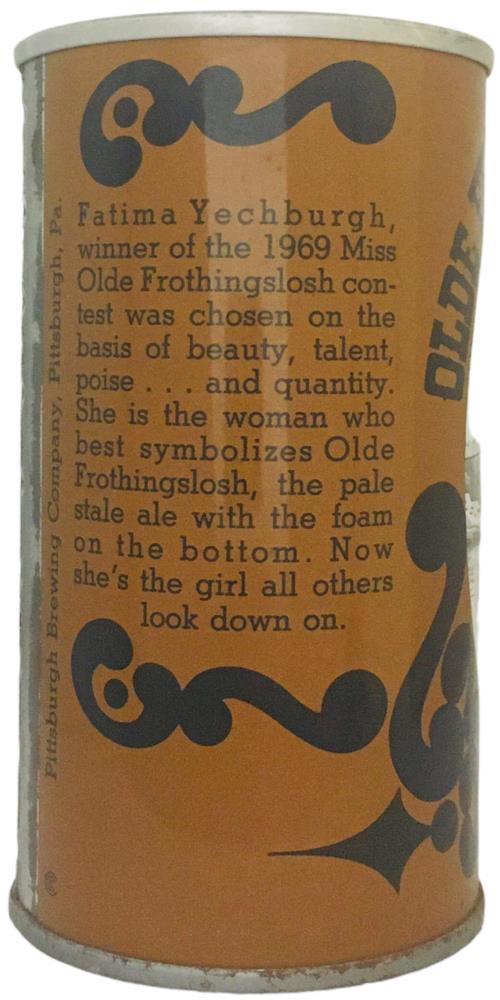 Fatima Yechburgh,
winner of the 1969 Miss
Olde Frothingslosh con-
test was chosen on the
basis of beauty, talent,
poise . . . and quantity.
She is the woman who
best symbolizes Olde
Frothingslosh, the pale
stale ale with the foam
on the bottom. Now
she's the girl all others
look down on.
Pittsburgh Brewing Company, Pittsburgh, Pa.
OLDE